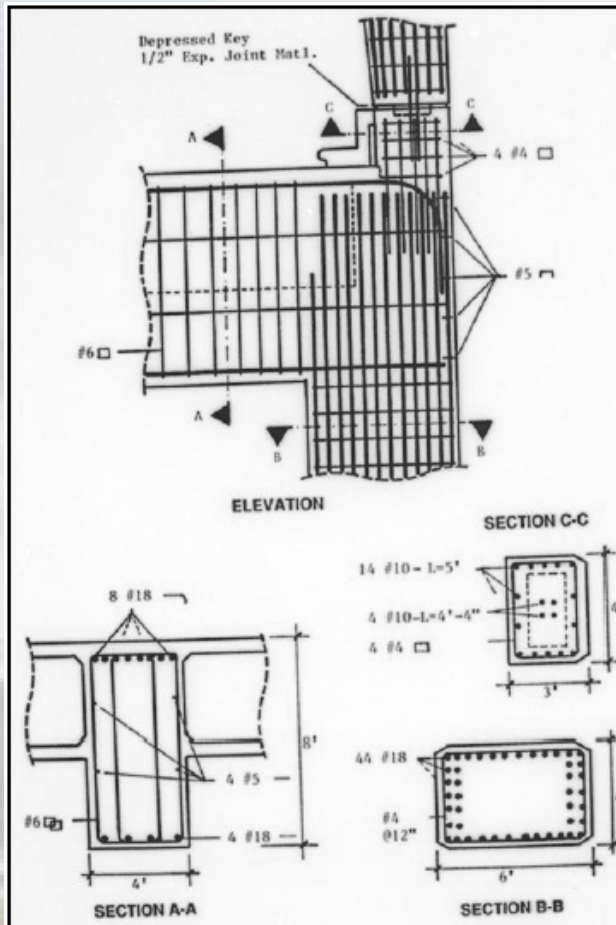 Depressed Key
1/2" Exp. Joint Matl.
C
C
A
4 #4
#5
#6
A
B
B
ELEVATION
SECTION C-C
14 #10 - L=5'
4 #10-L=4'-4"
4 #4
4
3'
8 #18
8'
4 #5
#6
4 #18
4'
SECTION A-A
44 #18
#4
@12"
6'
SECTION B-B